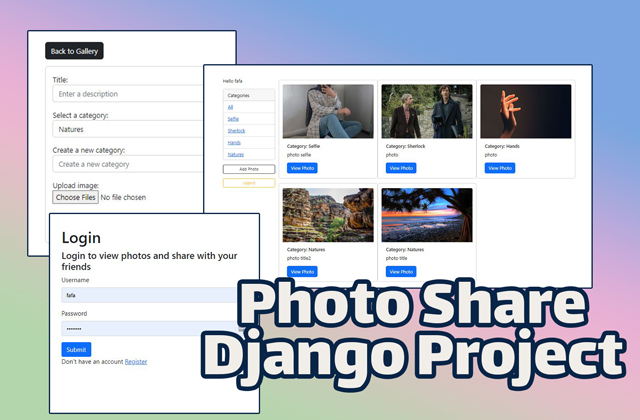 Back to Gallery
Title:
Enter a description
Select a category:
Natures
Create a new category:
Enter a category
Upload image:
Choose Files No file chosen
Hello fafa
Categories
All
Selfie
Sherlock
Hands
Natures
Add Photo
Category: Selfie
photo selfie
View Photo
Category: Sherlock
photo
View Photo
Category: Hands
photo
View Photo
Category: Natures
photo title2
View Photo
Category: Natures
photo title
View Photo
Login
Login to view photos and share with your
friends
Username
fafa
Password
Submit
Don't have an account Register
Photo Share
Django Project